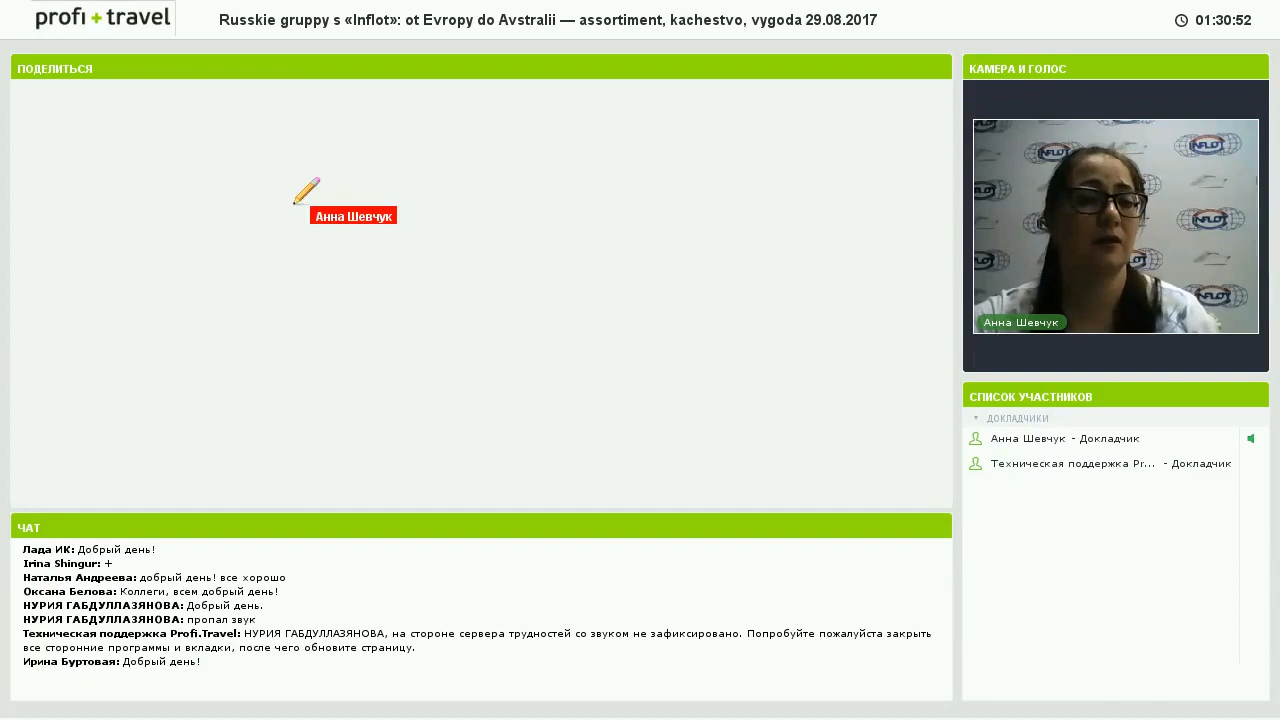 profi + travel
Russkie gruppy s «Inflot»: ot Evropy do Avstralii — assortiment, kachestvo, vygoda 29.08.2017
01:30:52
ПОДЕЛИТЬСЯ
Анна Шевчук
КАМЕРА И ГОЛОС
INFLOT
INFLOT
INFLOT
INFLOT
Анна Шевчук
СПИСОК УЧАСТНИКОВ
ДОКЛАДЧИКИ
Анна Шевчук - Докладчик
Техническая поддержка Pr... - Докладчик
ЧАТ
Лада ИК: Добрый день!
Irina Shingur: +
Наталья Андреева: добрый день! все хорошо
Оксана Белова: Коллеги, всем добрый день!
НУРИЯ ГАБДУЛЛАЗЯНОВА: Добрый день.
НУРИЯ ГАБДУЛЛАЗЯНОВА: пропал звук
Техническая поддержка Profi.Travel: НУРИЯ ГАБДУЛЛАЗЯНОВА, на стороне сервера трудностей со звуком не зафиксировано. Попробуйте пожалуйста закрыть
все сторонние программы и вкладки, после чего обновите страницу.
Ирина Буртовая: Добрый день!